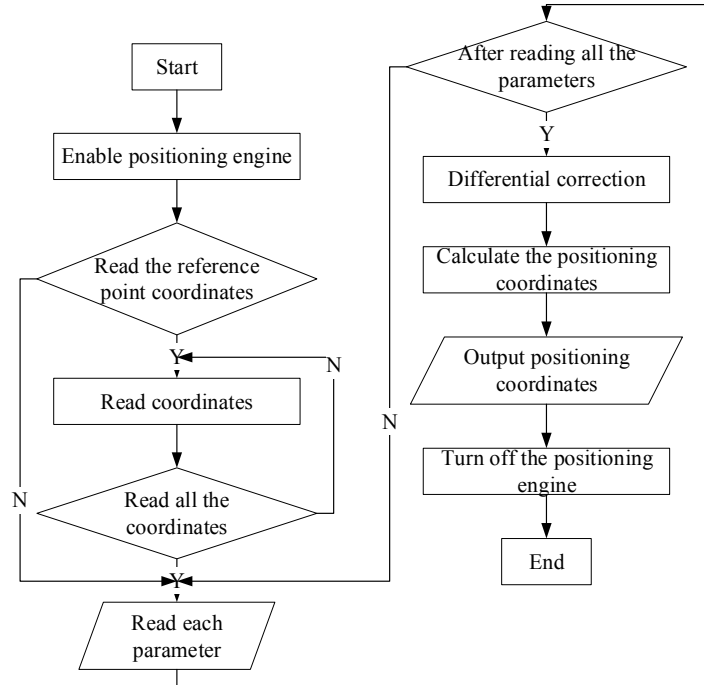 Start
Enable positioning engine
Read the reference
point coordinates
Y
N
Read coordinates
Read all the
coordinates
N
Y
Read each
parameter
After reading all the
parameters
Y
Differential correction
Calculate the positioning
coordinates
Output positioning
coordinates
N
Turn off the positioning
engine
End